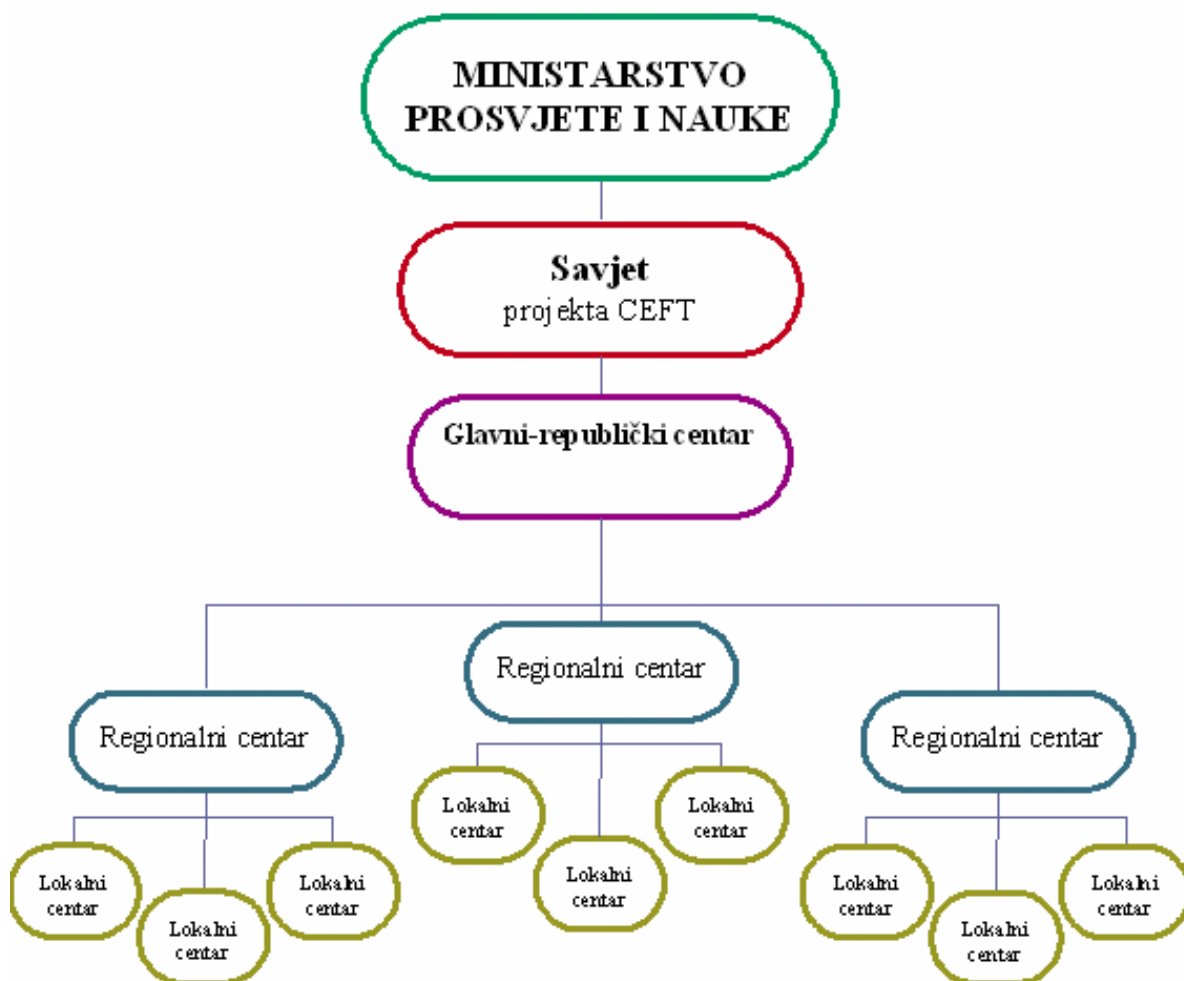 MINISTARSTVO
PROSVJETE I NAUKE
Savjet
projekta CEFT
Glavni-republički centar
Regionalni centar
Regionalni centar
Regionalni centar
Lokalni
centar
Lokalni
centar
Lokalni
centar
Lokalni
centar
Lokalni
centar
Lokalni
centar
Lokalni
centar
Lokalni
centar
Lokalni
centar